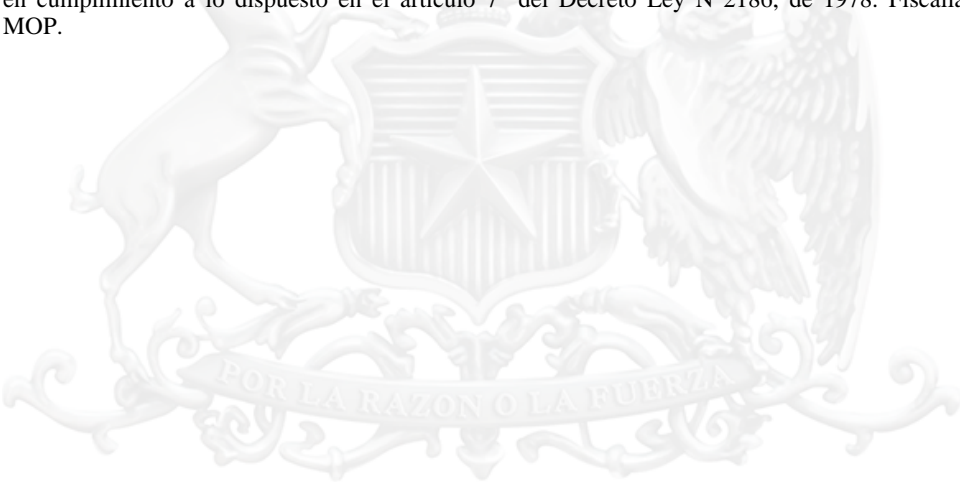 en cumplimiento a lo dispuesto en el artículo 7° del Decreto Ley N°2186, de 1978. Fiscalía
MOP.
POR LA RAZON O LA FUERZA